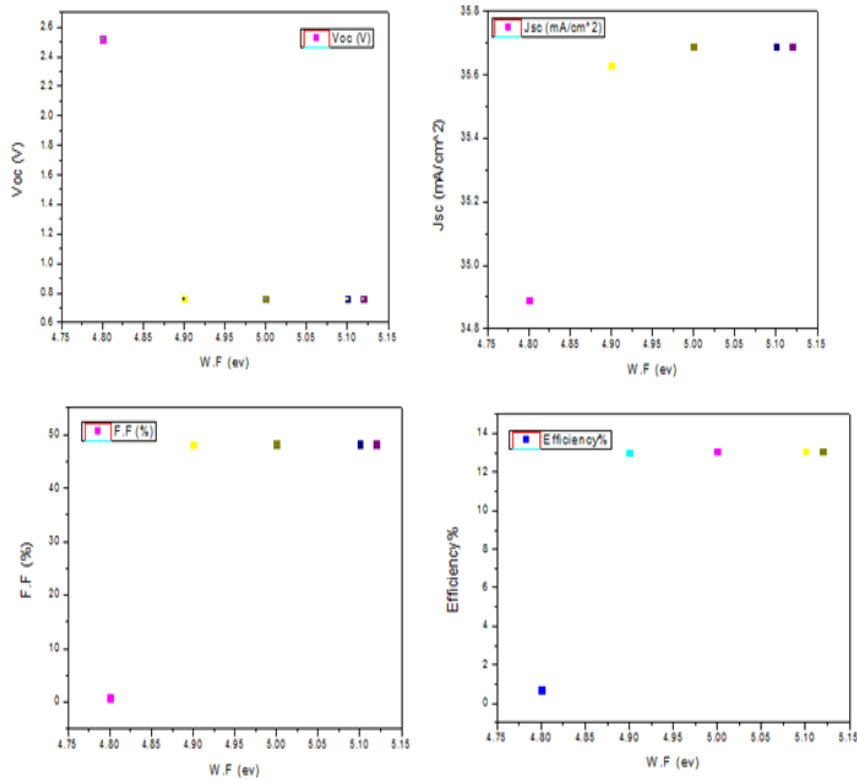 2.6
2.4
2.2
2.0
1.8
1.6
1.4
1.2
1.0
0.8
0.6
Voc (V)
Voc (V)
4.75 4.80 4.85 4.90 4.95 5.00 5.05 5.10 5.15
W.F (ev)
35.8
35.6
35.4
35.2
35.0
34.8
Jsc (mA/cm^2)
Jsc (mA/cm^2)
4.75 4.80 4.85 4.90 4.95 5.00 5.05 5.10 5.15
W.F (ev)
50
40
30
20
10
0
F.F (%)
F.F (%)
4.75 4.80 4.85 4.90 4.95 5.00 5.05 5.10 5.15
W.F (ev)
14
12
10
8
6
4
2
0
Efficiency%
Efficiency%
4.75 4.80 4.85 4.90 4.95 5.00 5.05 5.10 5.15
W.F (ev)